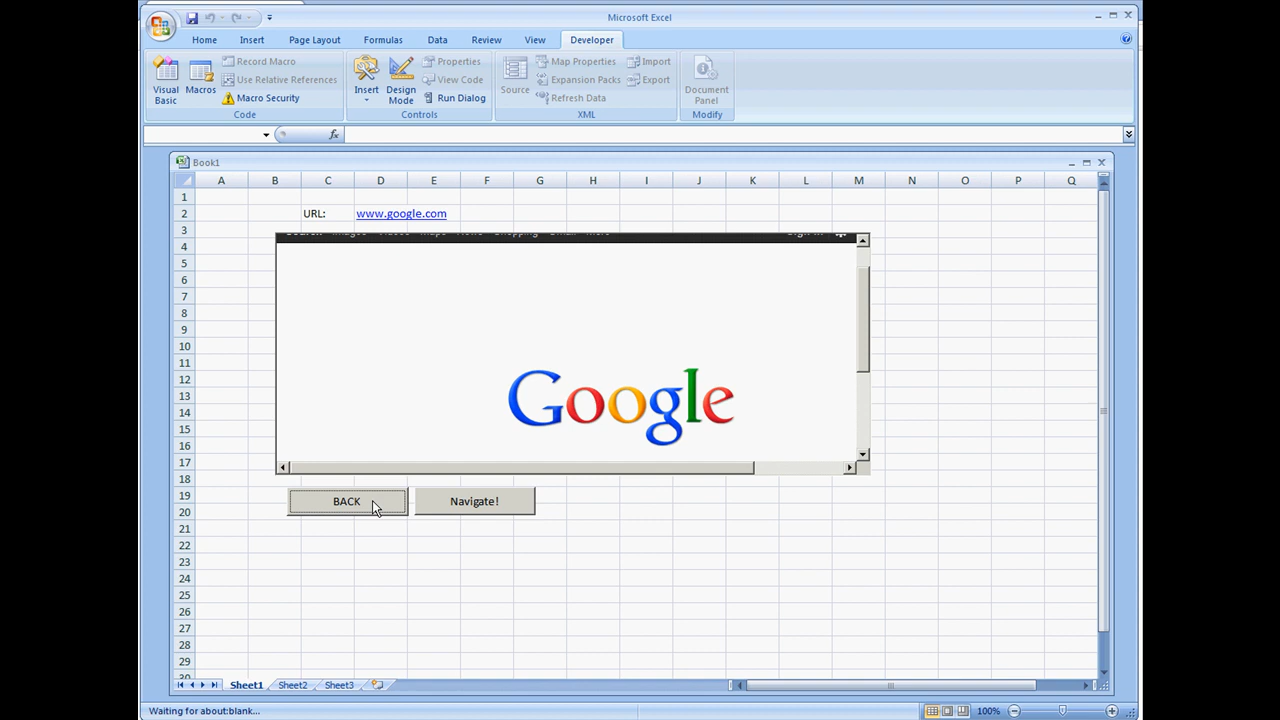 Microsoft Excel
Home Insert Page Layout Formulas Data Review View Developer
Visual Basic
Macros
Record Macro
Use Relative References
Macro Security
Code
Insert
Design Mode
Properties
View Code
Run Dialog
Controls
Source
Map Properties
Expansion Packs
Refresh Data
Import
Export
XML
Document Panel
Modify
fx
Book1
A B C D E F G H I J K L M N O P Q
1
2 URL: www.google.com
3
4
5
6
7
8
9
10
11
12
13
14
15
16
17
18
19
20
21
22
23
24
25
26
27
28
29
30
Google
BACK Navigate!
Sheet1 Sheet2 Sheet3
Waiting for about:blank...
100%